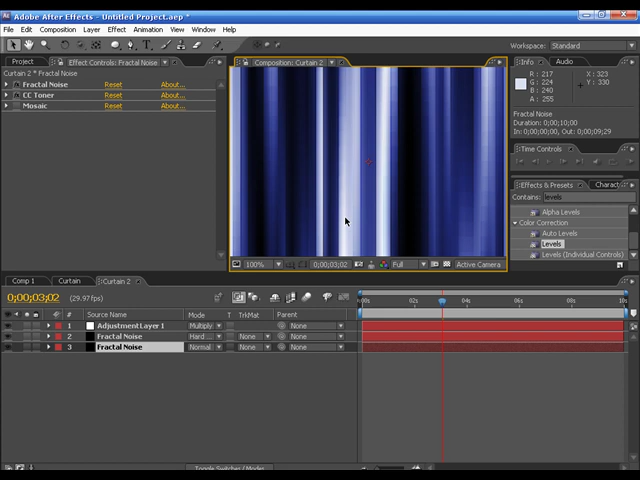 Adobe After Effects - Untitled Project.aep *
File Edit Composition Layer Effect Animation View Window Help
Workspace: Standard
Project
Effect Controls: Fractal Noise
Curtain 2 * Fractal Noise
Fractal Noise Reset About...
CC Toner Reset About...
Mosaic Reset About...
Composition: Curtain 2
100% 0;00;03;02 Full Active Camera
Info Audio
R : 217 X : 323
G : 224 Y : 330
B : 240
A : 255
Fractal Noise
Duration: 0;00;10;00
In: 0;00;00;00, Out: 0;00;09;29
Time Controls
Effects & Presets Charact
Contains: levels
Alpha Levels
Color Correction
Auto Levels
Levels
Levels (Individual Controls)
Comp 1 Curtain Curtain 2
0;00;03;02 (29.97 fps)
:00s 02s 04s 06s 08s 10s
# Source Name Mode T TrkMat Parent
1 Adjustment Layer 1 Multiply None
2 Fractal Noise Hard ... None None
3 Fractal Noise Normal None None
Toggle Switches / Modes